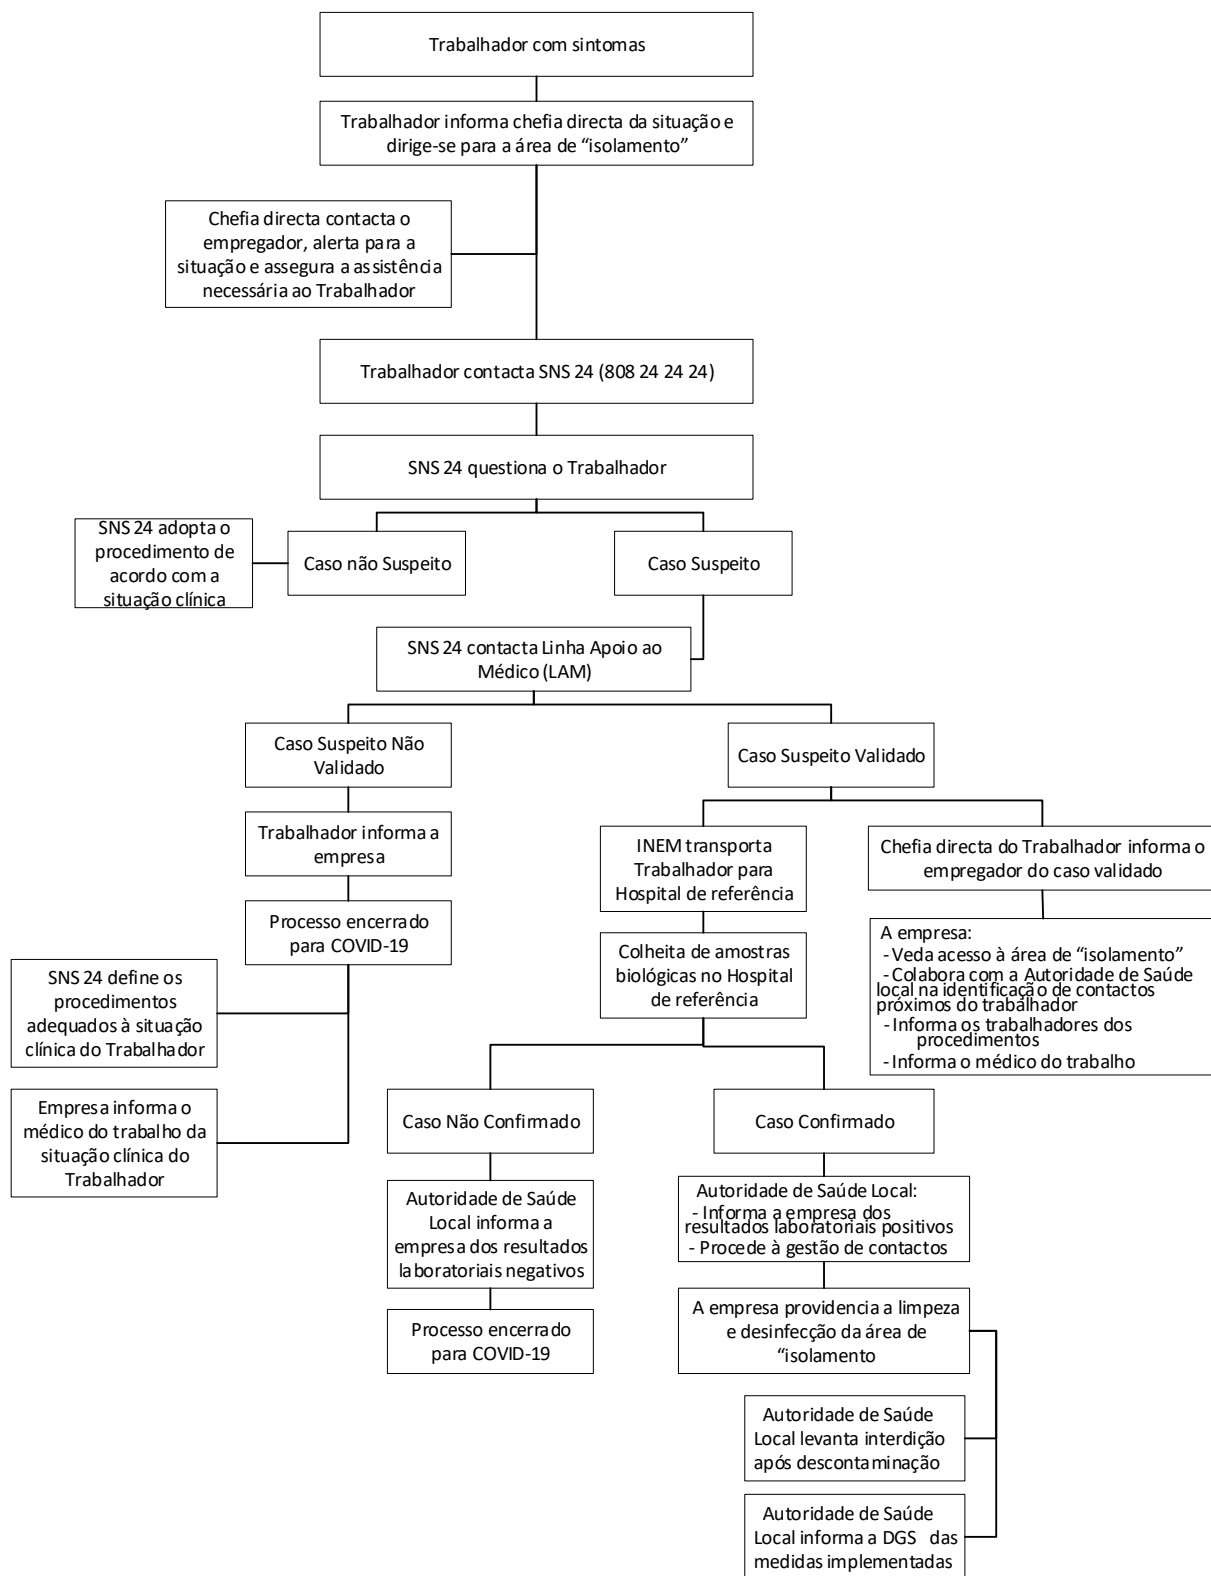 Trabalhador com sintomas
Trabalhador informa chefia directa da situação e
dirige-se para a área de “isolamento”
Chefia directa contacta o
empregador, alerta para a
situação e assegura a assistência
necessária ao Trabalhador
Trabalhador contacta SNS 24 (808 24 24 24)
SNS 24 questiona o Trabalhador
SNS 24 adopta o
procedimento de
acordo com a
situação clínica
Caso não Suspeito
Caso Suspeito
SNS 24 contacta Linha Apoio ao
Médico (LAM)
Caso Suspeito Não
Validado
Caso Suspeito Validado
Trabalhador informa a
empresa
INEM transporta
Trabalhador para
Hospital de referência
Chefia directa do Trabalhador informa o
empregador do caso validado
Processo encerrado
para COVID-19
Colheita de amostras
biológicas no Hospital
de referência
A empresa:
- Veda acesso à área de “isolamento”
- Colabora com a Autoridade de Saúde
local na identificação de contactos
próximos do trabalhador
- Informa os trabalhadores dos
procedimentos
- Informa o médico do trabalho
SNS 24 define os
procedimentos
adequados à situação
clínica do Trabalhador
Empresa informa o
médico do trabalho da
situação clínica do
Trabalhador
Caso Não Confirmado
Caso Confirmado
Autoridade de Saúde
Local informa a
empresa dos resultados
laboratoriais negativos
Autoridade de Saúde Local:
- Informa a empresa dos
resultados laboratoriais positivos
- Procede à gestão de contactos
Processo encerrado
para COVID-19
A empresa providencia a limpeza
e desinfecção da área de
“isolamento
Autoridade de Saúde
Local levanta interdição
após descontaminação
Autoridade de Saúde
Local informa a DGS das
medidas implementadas